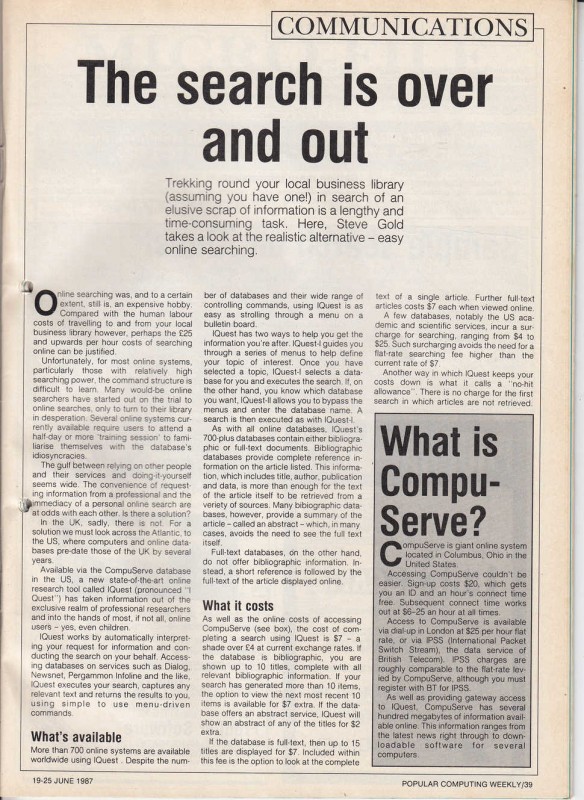 COMMUNICATIONS
The search is over
and out
Trekking round your local business library
(assuming you have one!) in search of an
elusive scrap of information is a lengthy and
time-consuming task. Here, Steve Gold
takes a look at the realistic alternative – easy
online searching.
Online searching was, and to a certain
extent, still is, an expensive hobby.
Compared with the human labour
costs of travelling to and from your local
business library however, perhaps the £25
and upwards per hour costs of searching
online can be justified.
Unfortunately, for most online systems,
particularly those with relatively high
searching power, the command structure is
difficult to learn. Many would-be online
searchers have started out on the trial to
online searches, only to turn to their library
in desperation. Several online systems cur-
rently available require users to attend a
half-day or more 'training session' to fami-
liarise themselves with the database's
idiosyncracies.
The gulf between relying on other people
and their services and doing-it-yourself
seems wide. The convenience of request-
ing information from a professional and the
immediacy of a personal online search are
at odds with each other. Is there a solution?
In the UK, sadly, there is not. For a
solution we must look across the Atlantic, to
the US, where computers and online data-
bases pre-date those of the UK by several
years.
Available via the CompuServe database
in the US, a new state-of-the-art online
research tool called IQuest (pronounced "I
Quest") has taken information out of the
exclusive realm of professional researchers
and into the hands of most, if not all, online
users – yes, even children.
IQuest works by automatically interpret-
ing your request for information and con-
ducting the search on your behalf. Access-
ing databases on services such as Dialog,
Newsnet, Pergammon Infoline and the like,
IQuest executes your search, captures any
relevant text and returns the results to you,
using simple to use menu-driven
commands.
What's available
More than 700 online systems are available
worldwide using IQuest . Despite the num-
ber of databases and their wide range of
controlling commands, using IQuest is as
easy as strolling through a menu on a
bulletin board.
IQuest has two ways to help you get the
information you're after. IQuest-I guides you
through a series of menus to help define
your topic of interest. Once you have
selected a topic, IQuest-I selects a data-
base for you and executes the search. If, on
the other hand, you know which database
you want, IQuest-II allows you to bypass the
menus and enter the database name. A
search is then executed as with IQuest-I.
As with all online databases, IQuest's
700-plus databases contain either bibliogra-
phic or full-text documents. Bibliographic
databases provide complete reference in-
formation on the article listed. This informa-
tion, which includes title, author, publication
and data, is more than enough for the text
of the article itself to be retrieved from a
variety of sources. Many bibliographic data-
bases, however, provide a summary of the
article – called an abstract – which, in many
cases, avoids the need to see the full text
itself.
Full-text databases, on the other hand,
do not offer bibliographic information. In-
stead, a short reference is followed by the
full-text of the article displayed online.
What it costs
As well as the online costs of accessing
CompuServe (see box), the cost of com-
pleting a search using IQuest is $7 – a
shade over £4 at current exchange rates. If
the database is bibliographic, you are
shown up to 10 titles, complete with all
relevant bibliographic information. If your
search has generated more than 10 items,
the option to view the next most recent 10
items is available for $7 extra. If the data-
base offers an abstract service, IQuest will
show an abstract of any of the titles for $2
extra.
If the database is full-text, then up to 15
titles are displayed for $7. Included within
this fee is the option to look at the complete
text of a single article. Further full-text
articles costs $7 each when viewed online.
A few databases, notably the US aca-
demic and scientific services, incur a sur-
charge for searching, ranging from $4 to
$25. Such surcharging avoids the need for a
flat-rate searching fee higher than the
current rate of $7.
Another way in which IQuest keeps your
costs down is what it calls a "no-hit
allowance". There is no charge for the first
search in which articles are not retrieved.
What is
Compu-
Serve?
CompuServe is giant online system
located in Columbus, Ohio in the
United States.
Accessing CompuServe couldn't be
easier. Sign-up costs $20, which gets
you an ID and an hour's connect time
free. Subsequent connect time works
out at $6–25 an hour at all times.
Access to CompuServe is available
via dial-up in London at £25 per hour flat
rate, or via IPSS (International Packet
Switch Stream), the data service of
British Telecom). IPSS charges are
roughly comparable to the flat-rate lev-
ied by CompuServe, although you must
register with BT for IPSS.
As well as providing gateway access
to IQuest, CompuServe has several
hundred megabytes of information avail-
able online. This information ranges from
the latest news right through to down-
loadable software for several
computers.
19-25 JUNE 1987
POPULAR COMPUTING WEEKLY/39